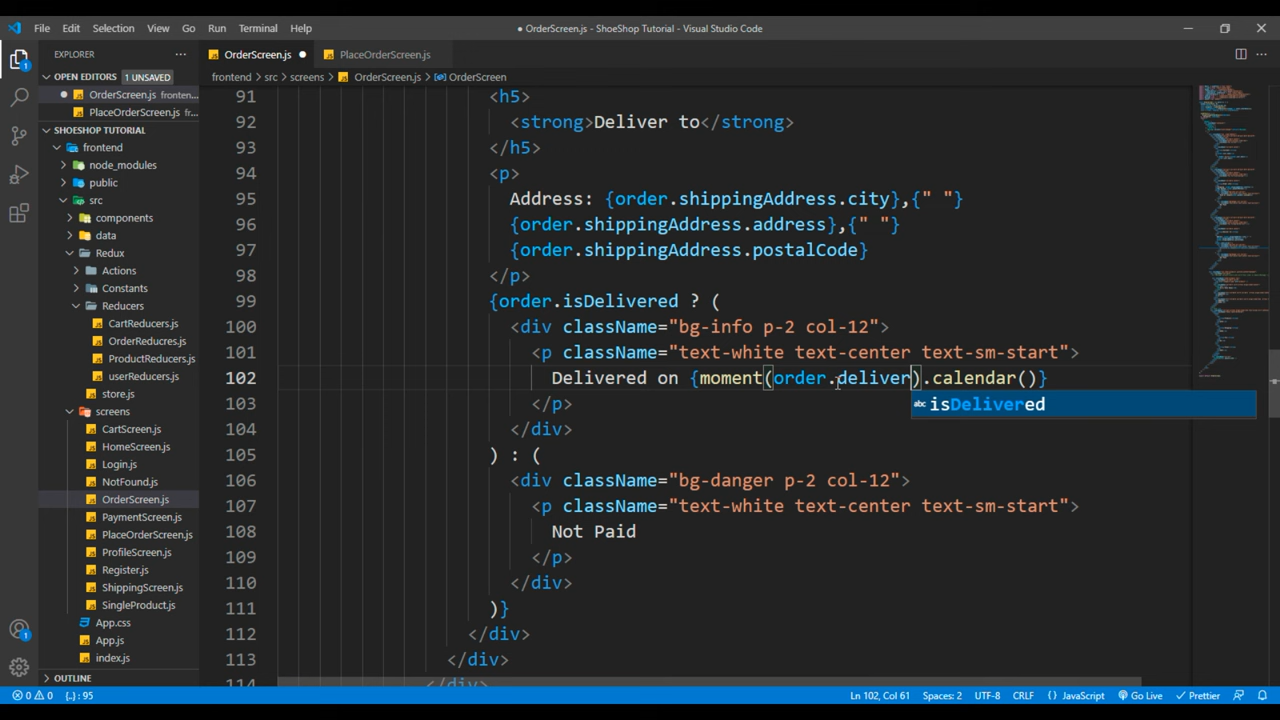 File Edit Selection View Go Run Terminal Help
● OrderScreen.js - ShoeShop Tutorial - Visual Studio Code
EXPLORER
OPEN EDITORS 1 UNSAVED
OrderScreen.js fronten...
PlaceOrderScreen.js fr...
SHOESHOP TUTORIAL
frontend
node_modules
public
src
components
data
Redux
Actions
Constants
Reducers
CartReducers.js
OrderReducres.js
ProductReducers.js
userReducers.js
store.js
screens
CartScreen.js
HomeScreen.js
Login.js
NotFound.js
OrderScreen.js
PaymentScreen.js
PlaceOrderScreen.js
ProfileScreen.js
Register.js
ShippingScreen.js
SingleProduct.js
App.css
App.js
index.js
OUTLINE
OrderScreen.js PlaceOrderScreen.js
frontend > src > screens > OrderScreen.js > OrderScreen
91 <h5>
92 <strong>Deliver to</strong>
93 </h5>
94 <p>
95 Address: {order.shippingAddress.city},{" "}
96 {order.shippingAddress.address},{" "}
97 {order.shippingAddress.postalCode}
98 </p>
99 {order.isDelivered ? (
100 <div className="bg-info p-2 col-12">
101 <p className="text-white text-center text-sm-start">
102 Delivered on {moment(order.deliver).calendar()}
abc isDelivered
103 </p>
104 </div>
105 ) : (
106 <div className="bg-danger p-2 col-12">
107 <p className="text-white text-center text-sm-start">
108 Not Paid
109 </p>
110 </div>
111 )}
112 </div>
113 </div>
114 </div>
0 0 {..}: 95 Ln 102, Col 61 Spaces: 2 UTF-8 CRLF {} JavaScript Go Live Prettier